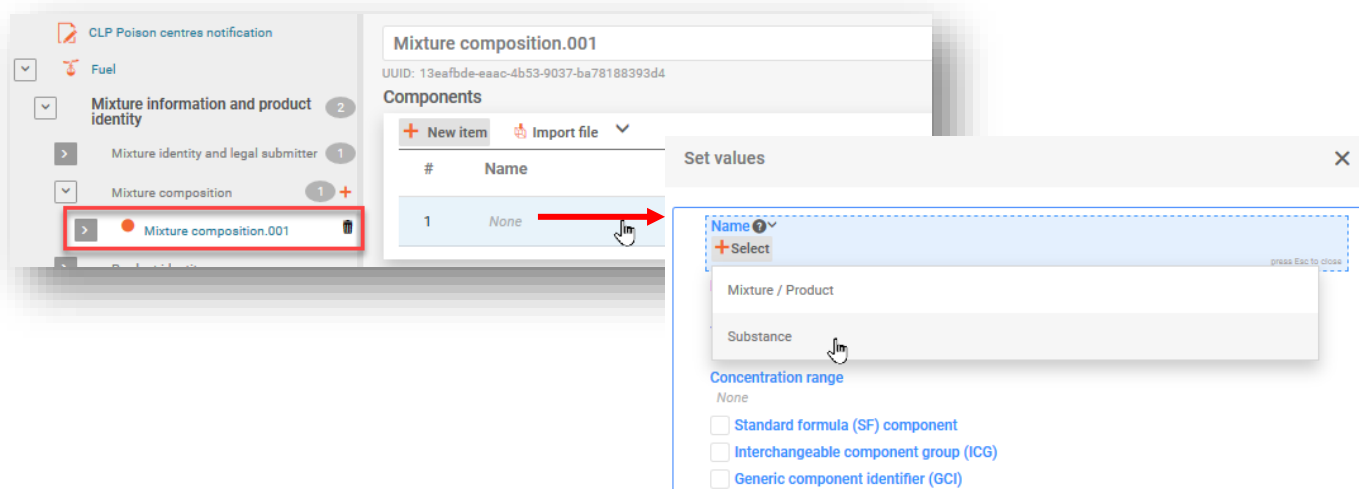 CLP Poison centres notification
Fuel
Mixture information and product identity
2
Mixture identity and legal submitter
1
Mixture composition
1
Mixture composition.001
Mixture composition.001
UUID: 13eafbde-eaac-4b53-9037-ba78188393d4
Components
New item
Import file
# Name
1 None
Set values
Name
Select
press Esc to close
Mixture / Product
Substance
Concentration range
None
Standard formula (SF) component
Interchangeable component group (ICG)
Generic component identifier (GCI)